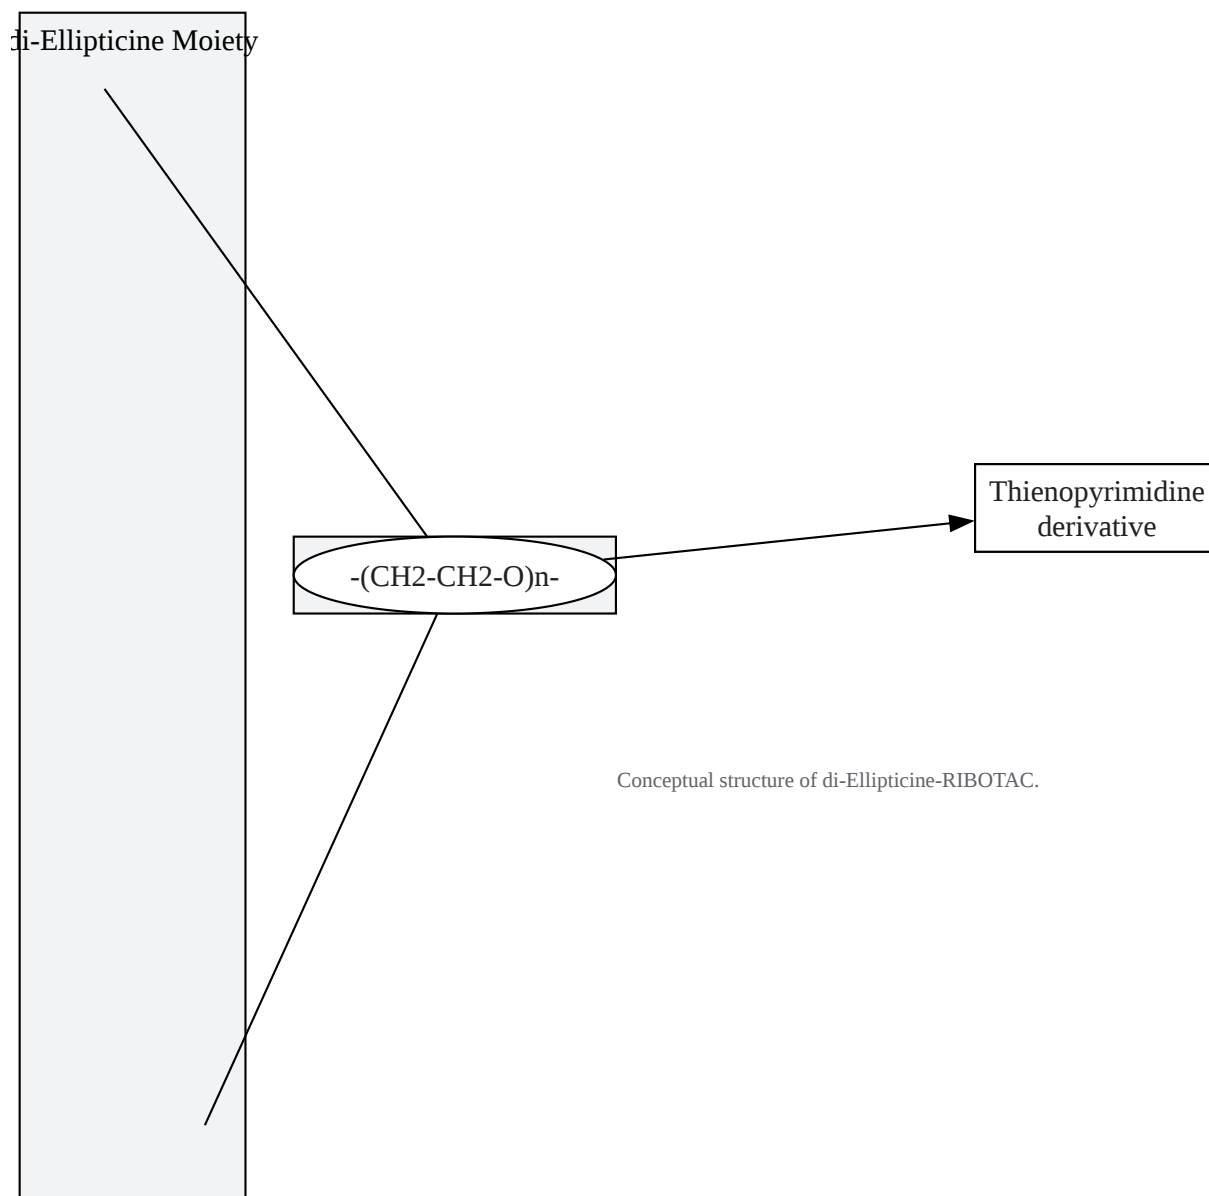 di-Ellipticine Moiety
Thienopyrimidine
derivative
-(CH2-CH2-O)n-
Conceptual structure of di-Ellipticine-RIBOTAC.